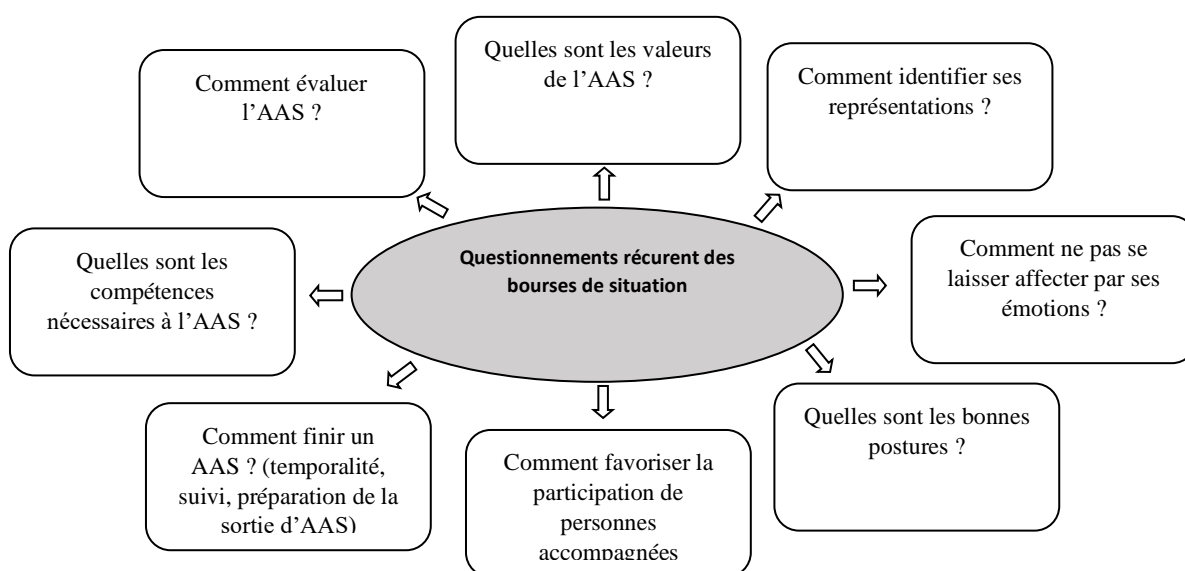 Quelles sont les valeurs
de l'AAS ?
Comment évaluer
l'AAS ?
Comment identifier ses
représentations ?
Questionnements récurent des
bourses de situation
Quelles sont les
compétences
nécessaires à l'AAS ?
Comment ne pas se
laisser affecter par ses
émotions ?
Comment finir un
AAS ? (temporalité,
suivi, préparation de la
sortie d'AAS)
Comment favoriser la
participation de
personnes
accompagnées
Quelles sont les bonnes
postures ?